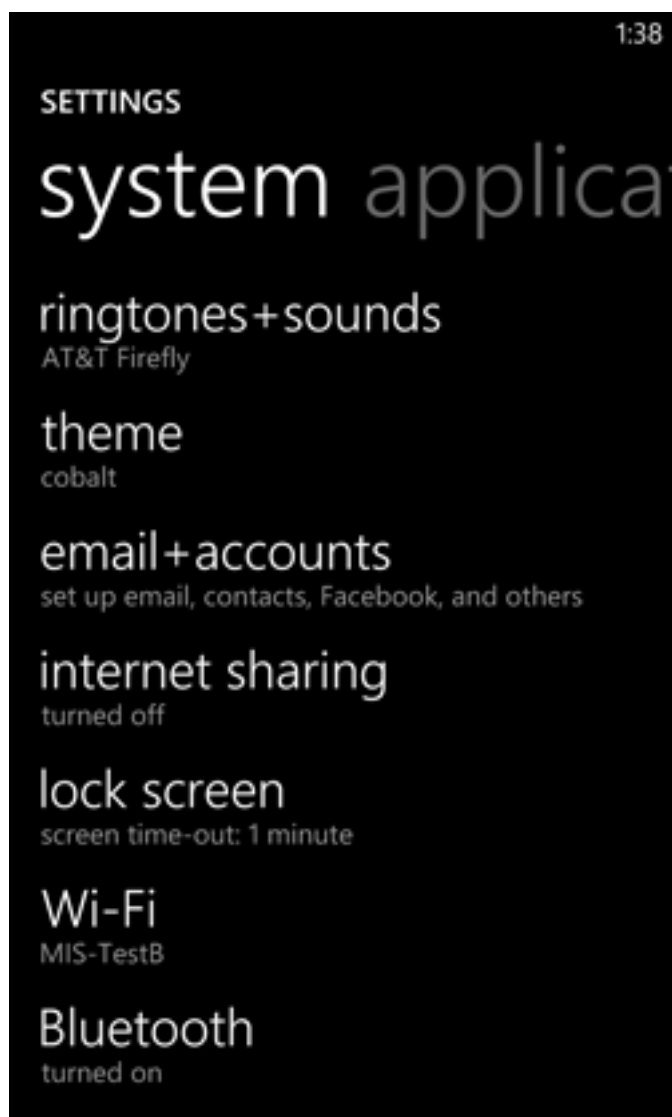 1:38
SETTINGS
system applica
ringtones+sounds
AT&T Firefly
theme
cobalt
email+accounts
set up email, contacts, Facebook, and others
internet sharing
turned off
lock screen
screen time-out: 1 minute
Wi-Fi
MIS-TestB
Bluetooth
turned on